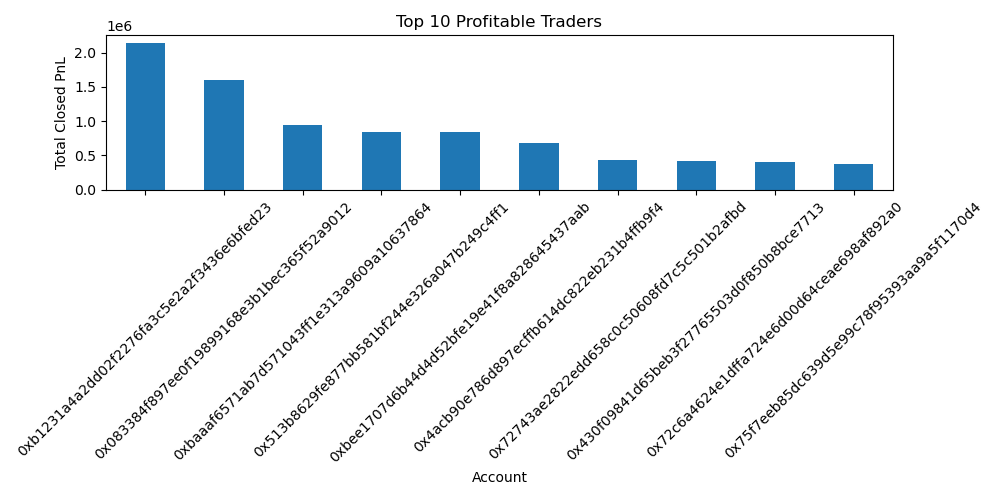 Top 10 Profitable Traders
1e6
Total Closed PnL
2.0
1.5
1.0
0.5
0.0
0xb1231a4a2dd02f2276fa3c5e2a2f3436e6bfed23
0x083384f897ee0f19899168e3b1bec365f52a9012
0xbaaaf6571ab7d571043ff1e313a9609a10637864
0x513b8629fe877bb581bf244e326a047b249c4ff1
0xbee1707d6b44d4d52bfe19e41f8a828645437aab
0x4acb90e786d897ecffb614dc822eb231b4ffb9f4
0x72743ae2822edd658c0c50608fd7c5c501b2afbd
0x430f09841d65beb3f27765503d0f850b8bce7713
0x72c6a4624e1dffa724e6d00d64ceae698af892a0
0x75f7eeb85dc639d5e99c78f95393aa9a5f1170d4
Account